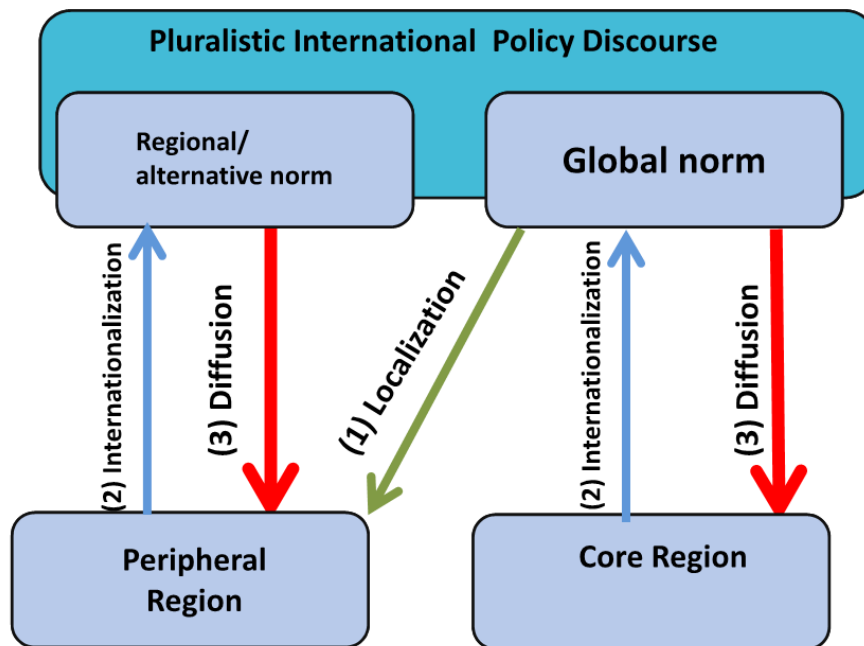 Pluralistic International Policy Discourse
Regional/
alternative norm
Global norm
(2) Internationalization
(3) Diffusion
(1) Localization
(2) Internationalization
(3) Diffusion
Peripheral
Region
Core Region